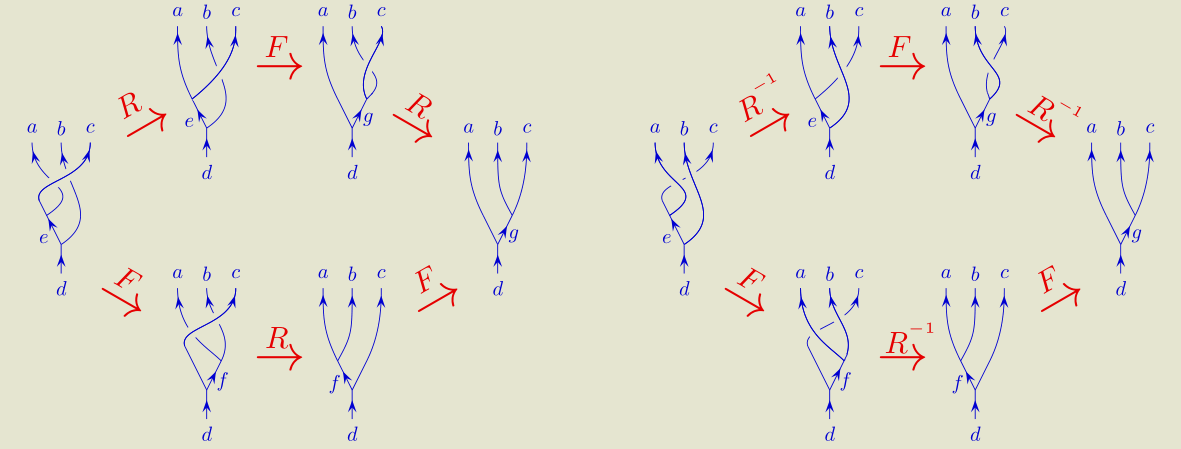 a b c a b c a b c a b c
R F R R⁻¹ F R⁻¹
e g e g
a b c d d a b c a b c d d a b c
e g e g
d F a b c a b c F d d F a b c a b c F d
R R⁻¹
f f f f
d d d d